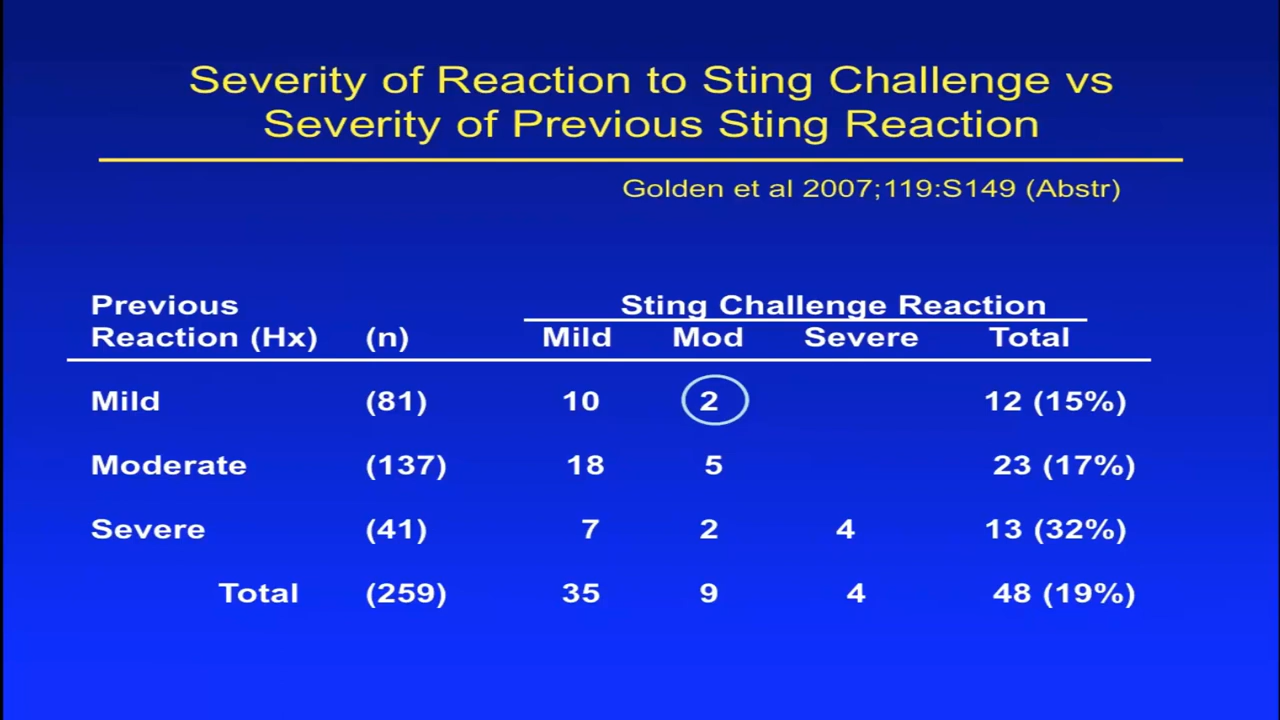 Severity of Reaction to Sting Challenge vs
Severity of Previous Sting Reaction
Golden et al 2007;119:S149 (Abstr)
Previous Sting Challenge Reaction
Reaction (Hx) (n) Mild Mod Severe Total
Mild (81) 10 2 12 (15%)
Moderate (137) 18 5 23 (17%)
Severe (41) 7 2 4 13 (32%)
Total (259) 35 9 4 48 (19%)